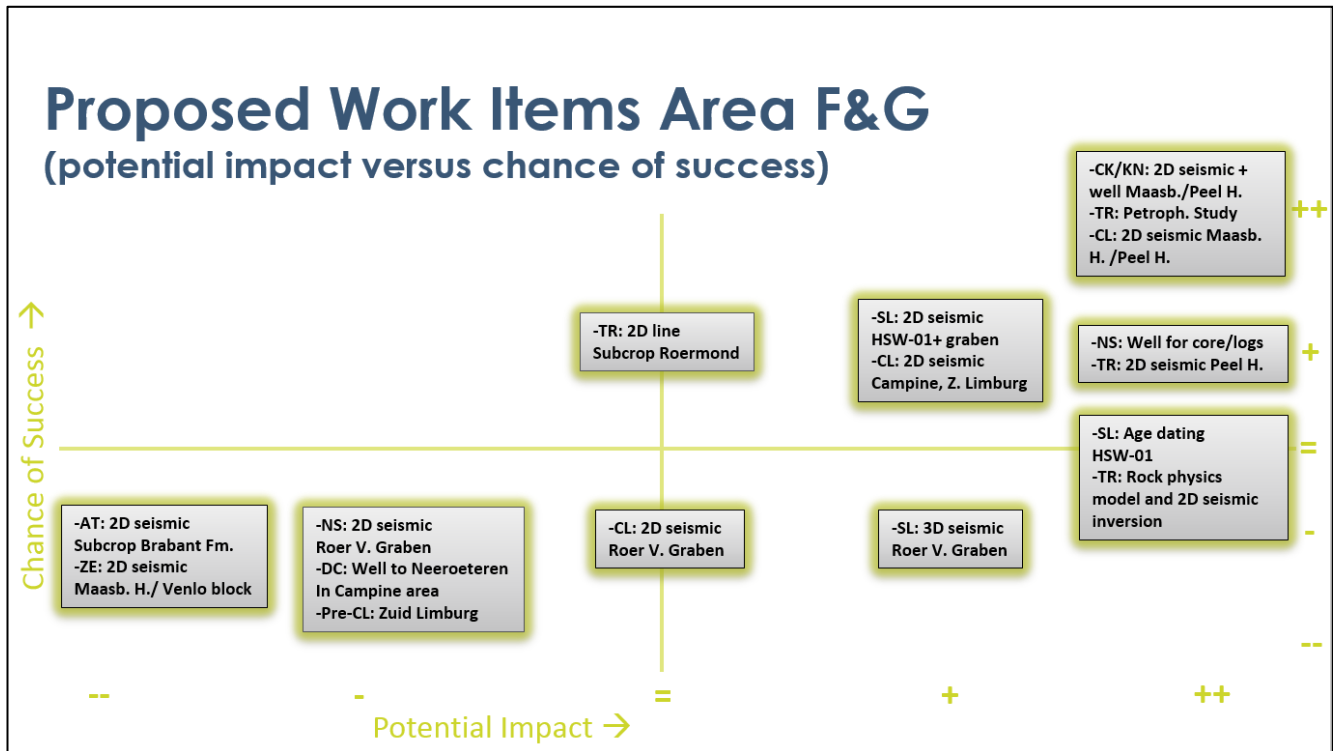 Proposed Work Items Area F&G
(potential impact versus chance of success)
-CK/KN: 2D seismic +
well Maasb./Peel H.
-TR: Petroph. Study
-CL: 2D seismic Maasb.
H. /Peel H.
++
-TR: 2D line
Subcrop Roermond
-SL: 2D seismic
HSW-01+ graben
-CL: 2D seismic
Campine, Z. Limburg
-NS: Well for core/logs
-TR: 2D seismic Peel H.
+
-SL: Age dating
HSW-01
-TR: Rock physics
model and 2D seismic
inversion
=
-
Chance of Success →
-AT: 2D seismic
Subcrop Brabant Fm.
-ZE: 2D seismic
Maasb. H./ Venlo block
-NS: 2D seismic
Roer V. Graben
-DC: Well to Neeroeteren
In Campine area
-Pre-CL: Zuid Limburg
-CL: 2D seismic
Roer V. Graben
-SL: 3D seismic
Roer V. Graben
--
-- - = + ++
Potential Impact →